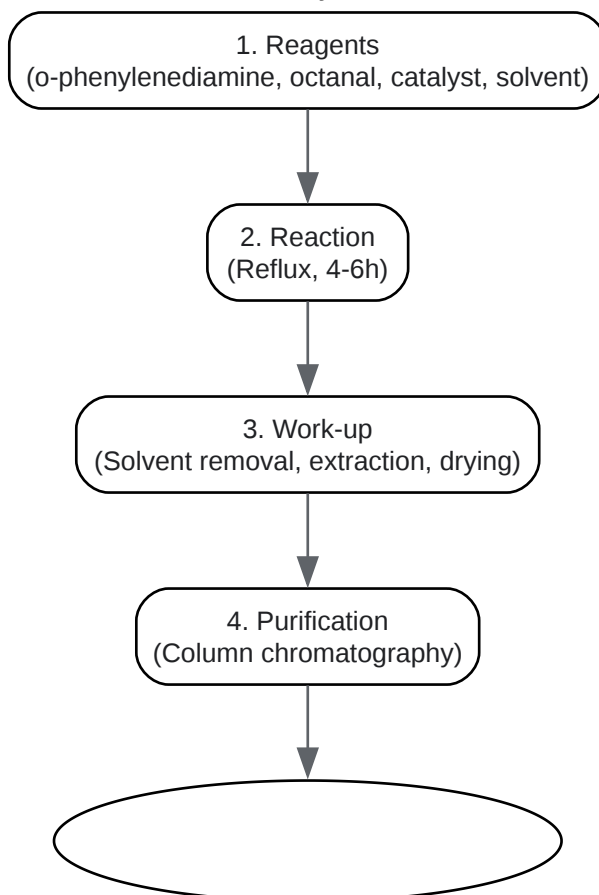 1. Reagents
(o-phenylenediamine, octanal, catalyst, solvent)
2. Reaction
(Reflux, 4-6h)
3. Work-up
(Solvent removal, extraction, drying)
4. Purification
(Column chromatography)